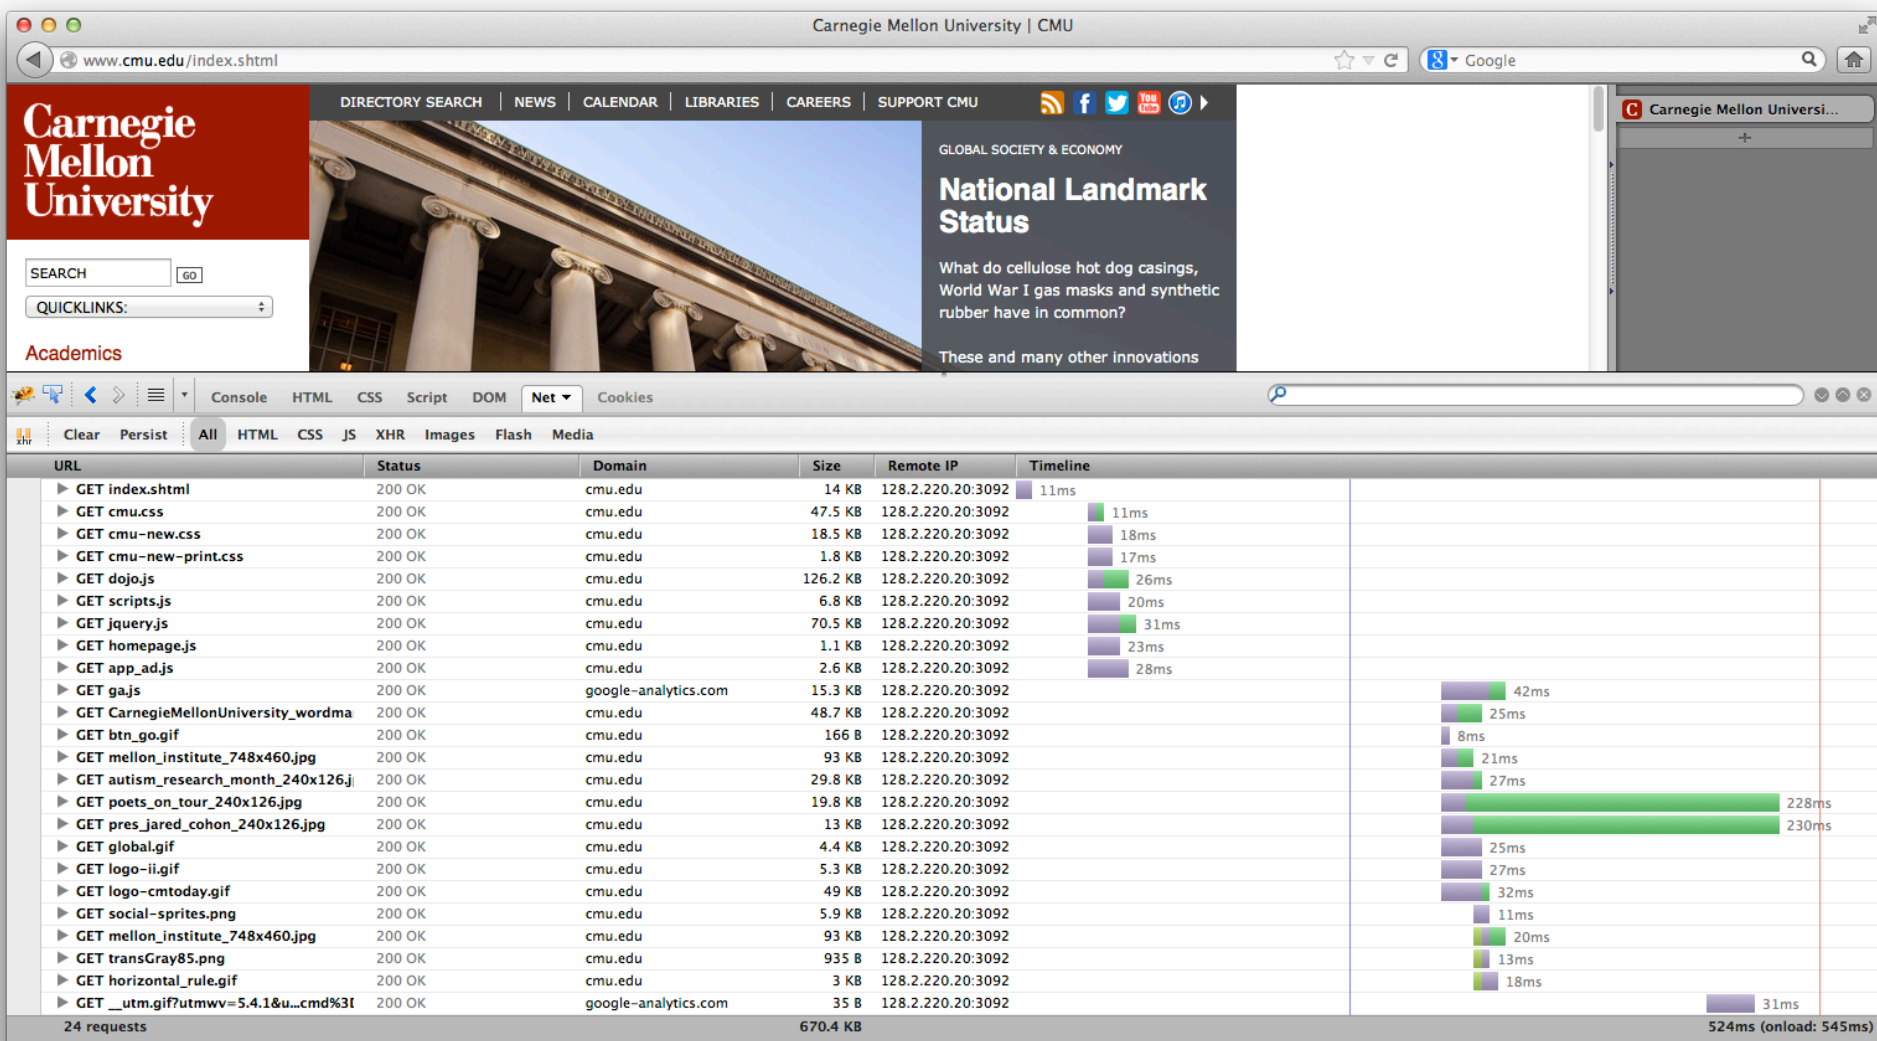 Carnegie Mellon University | CMU
www.cmu.edu/index.shtml
8 Google
Carnegie
Mellon
University
DIRECTORY SEARCH NEWS CALENDAR LIBRARIES CAREERS SUPPORT CMU
f You Tube
C Carnegie Mellon Universi...
+
GLOBAL SOCIETY & ECONOMY
National Landmark
Status
What do cellulose hot dog casings,
World War I gas masks and synthetic
rubber have in common?
These and many other innovations
SEARCH GO
QUICKLINKS:
Academics
Console HTML CSS Script DOM Net Cookies
xhr Clear Persist All HTML CSS JS XHR Images Flash Media
URL Status Domain Size Remote IP Timeline
GET index.shtml 200 OK cmu.edu 14 KB 128.2.220.20:3092 11ms
GET cmu.css 200 OK cmu.edu 47.5 KB 128.2.220.20:3092 11ms
GET cmu-new.css 200 OK cmu.edu 18.5 KB 128.2.220.20:3092 18ms
GET cmu-new-print.css 200 OK cmu.edu 1.8 KB 128.2.220.20:3092 17ms
GET dojo.js 200 OK cmu.edu 126.2 KB 128.2.220.20:3092 26ms
GET scripts.js 200 OK cmu.edu 6.8 KB 128.2.220.20:3092 20ms
GET jquery.js 200 OK cmu.edu 70.5 KB 128.2.220.20:3092 31ms
GET homepage.js 200 OK cmu.edu 1.1 KB 128.2.220.20:3092 23ms
GET app_ad.js 200 OK cmu.edu 2.6 KB 128.2.220.20:3092 28ms
GET ga.js 200 OK google-analytics.com 15.3 KB 128.2.220.20:3092 42ms
GET CarnegieMellonUniversity_wordma 200 OK cmu.edu 48.7 KB 128.2.220.20:3092 25ms
GET btn_go.gif 200 OK cmu.edu 166 B 128.2.220.20:3092 8ms
GET mellon_institute_748x460.jpg 200 OK cmu.edu 93 KB 128.2.220.20:3092 21ms
GET autism_research_month_240x126.j 200 OK cmu.edu 29.8 KB 128.2.220.20:3092 27ms
GET poets_on_tour_240x126.jpg 200 OK cmu.edu 19.8 KB 128.2.220.20:3092 228ms
GET pres_jared_cohon_240x126.jpg 200 OK cmu.edu 13 KB 128.2.220.20:3092 230ms
GET global.gif 200 OK cmu.edu 4.4 KB 128.2.220.20:3092 25ms
GET logo-ii.gif 200 OK cmu.edu 5.3 KB 128.2.220.20:3092 27ms
GET logo-cmtoday.gif 200 OK cmu.edu 49 KB 128.2.220.20:3092 32ms
GET social-sprites.png 200 OK cmu.edu 5.9 KB 128.2.220.20:3092 11ms
GET mellon_institute_748x460.jpg 200 OK cmu.edu 93 KB 128.2.220.20:3092 20ms
GET transGray85.png 200 OK cmu.edu 935 B 128.2.220.20:3092 13ms
GET horizontal_rule.gif 200 OK cmu.edu 3 KB 128.2.220.20:3092 18ms
GET __utm.gif?utmwv=5.4.1&u...cmd%3D 200 OK google-analytics.com 35 B 128.2.220.20:3092 31ms
24 requests 670.4 KB 524ms (onload: 545ms)